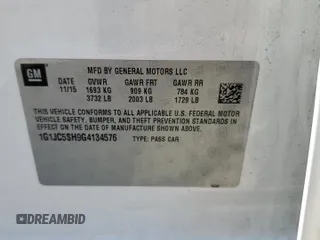 GM
MFD BY GENERAL MOTORS LLC
DATE GVWR GAWR FRT GAWR RR
11/15 1693 KG 909 KG 784 KG
3732 LB 2003 LB 1729 LB
THIS VEHICLE CONFORMS TO ALL APPLICABLE U.S. FEDERAL MOTOR VEHICLE
SAFETY, BUMPER, AND THEFT PREVENTION STANDARDS IN EFFECT ON THE
DATE OF MANUFACTURE SHOWN ABOVE.
1G1JC5SH9G4134576 TYPE: PASS CAR
DREAMBID